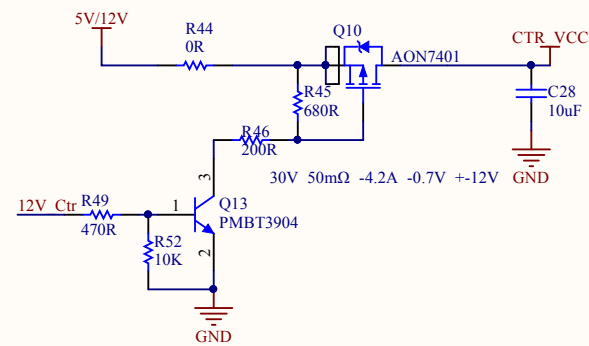 5V/12V
R44
0R
Q10
AON7401
CTR_VCC
R45
680R
C28
10uF
R46
200R
30V 50mΩ -4.2A -0.7V +-12V
GND
3
12V_Ctr
R49
470R
1
Q13
PMBT3904
R52
10K
2
GND